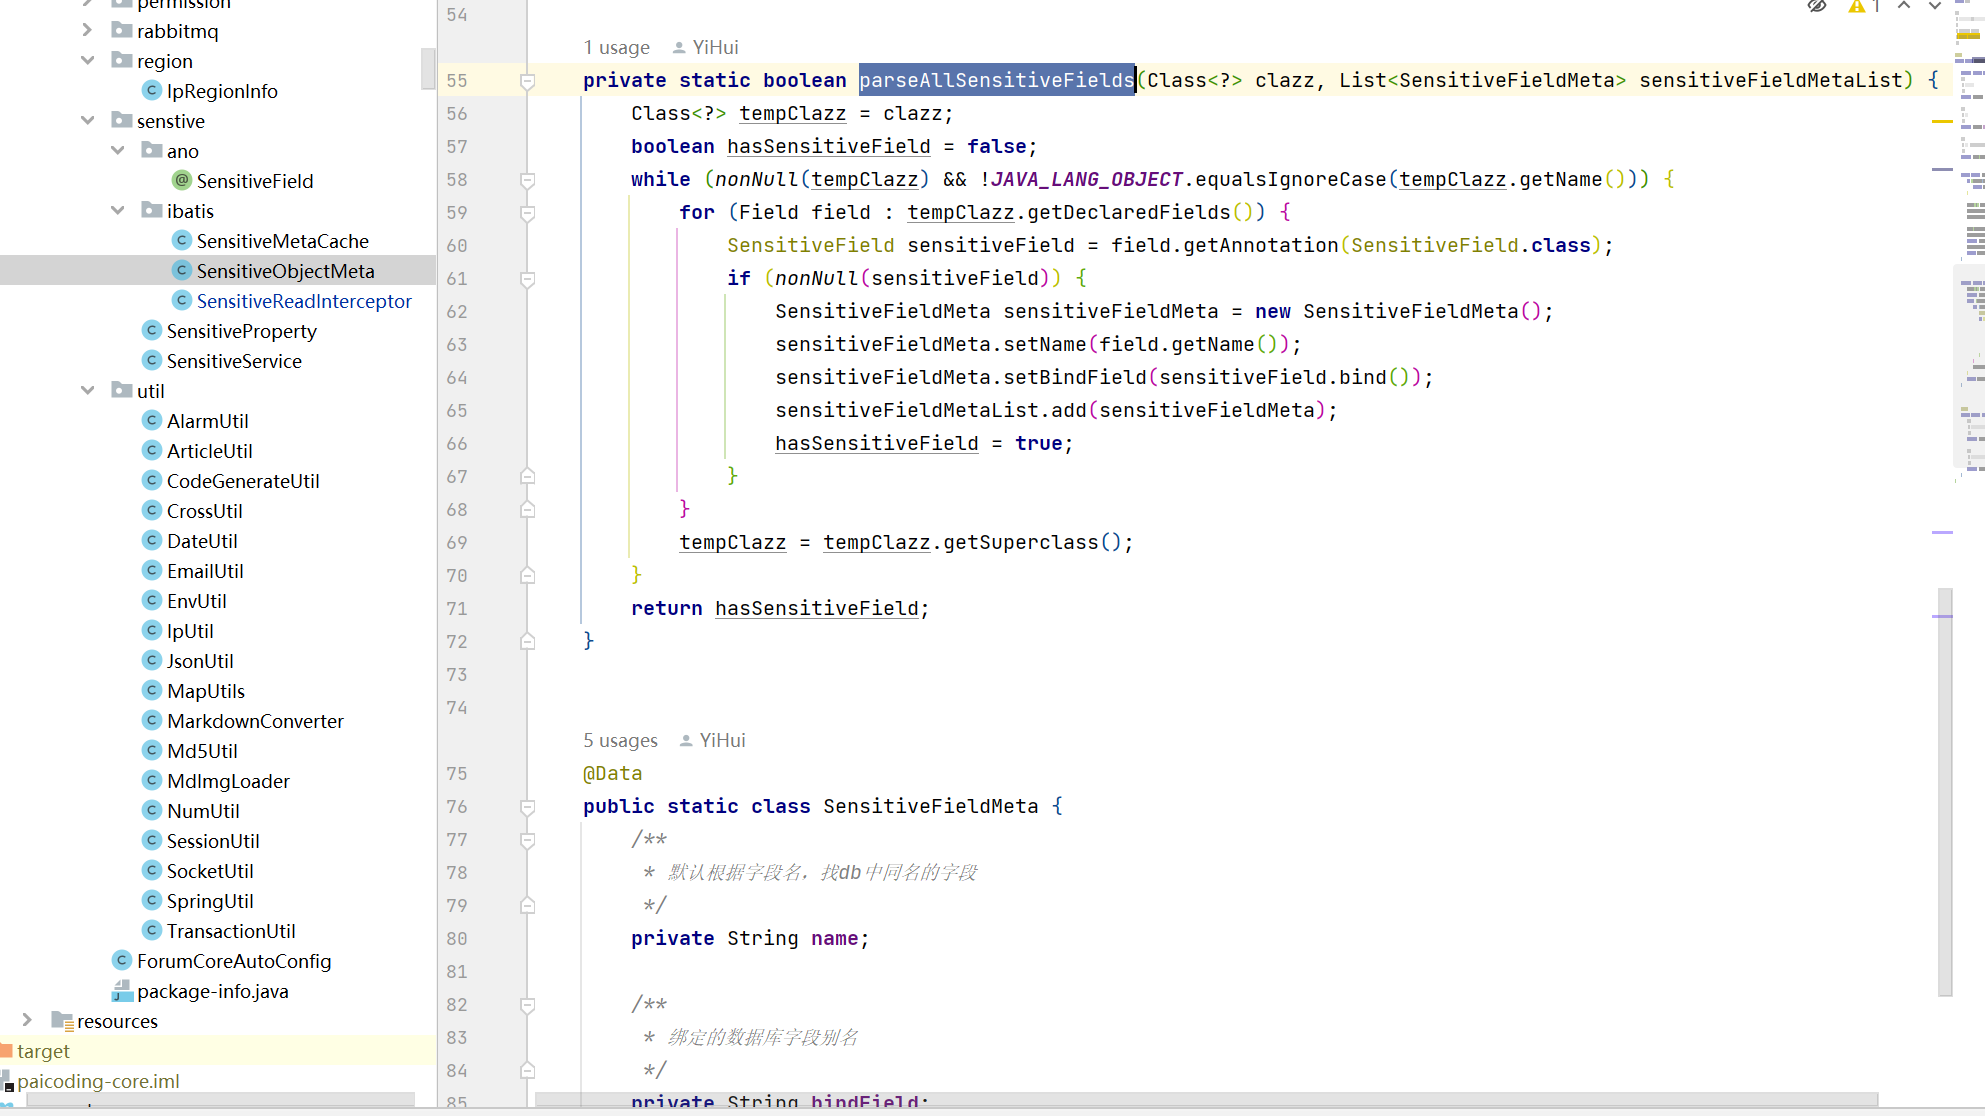 permission
rabbitmq
region
IpRegionInfo
senstive
ano
SensitiveField
ibatis
SensitiveMetaCache
SensitiveObjectMeta
SensitiveReadInterceptor
SensitiveProperty
SensitiveService
util
AlarmUtil
ArticleUtil
CodeGenerateUtil
CrossUtil
DateUtil
EmailUtil
EnvUtil
IpUtil
JsonUtil
MapUtils
MarkdownConverter
Md5Util
MdImgLoader
NumUtil
SessionUtil
SocketUtil
SpringUtil
TransactionUtil
ForumCoreAutoConfig
package-info.java
resources
target
paicoding-core.iml
54
1
1 usage YiHui
55 private static boolean parseAllSensitiveFields(Class<?> clazz, List<SensitiveFieldMeta> sensitiveFieldMetaList) {
56 Class<?> tempClazz = clazz;
57 boolean hasSensitiveField = false;
58 while (nonNull(tempClazz) && !JAVA_LANG_OBJECT.equalsIgnoreCase(tempClazz.getName())) {
59 for (Field field : tempClazz.getDeclaredFields()) {
60 SensitiveField sensitiveField = field.getAnnotation(SensitiveField.class);
61 if (nonNull(sensitiveField)) {
62 SensitiveFieldMeta sensitiveFieldMeta = new SensitiveFieldMeta();
63 sensitiveFieldMeta.setName(field.getName());
64 sensitiveFieldMeta.setBindField(sensitiveField.bind());
65 sensitiveFieldMetaList.add(sensitiveFieldMeta);
66 hasSensitiveField = true;
67 }
68 }
69 tempClazz = tempClazz.getSuperclass();
70 }
71 return hasSensitiveField;
72 }
73
74
5 usages YiHui
75 @Data
76 public static class SensitiveFieldMeta {
77 /**
78 * 默认根据字段名，找db中同名的字段
79 */
80 private String name;
81
82 /**
83 * 绑定的数据库字段别名
84 */
85 private String bindField;